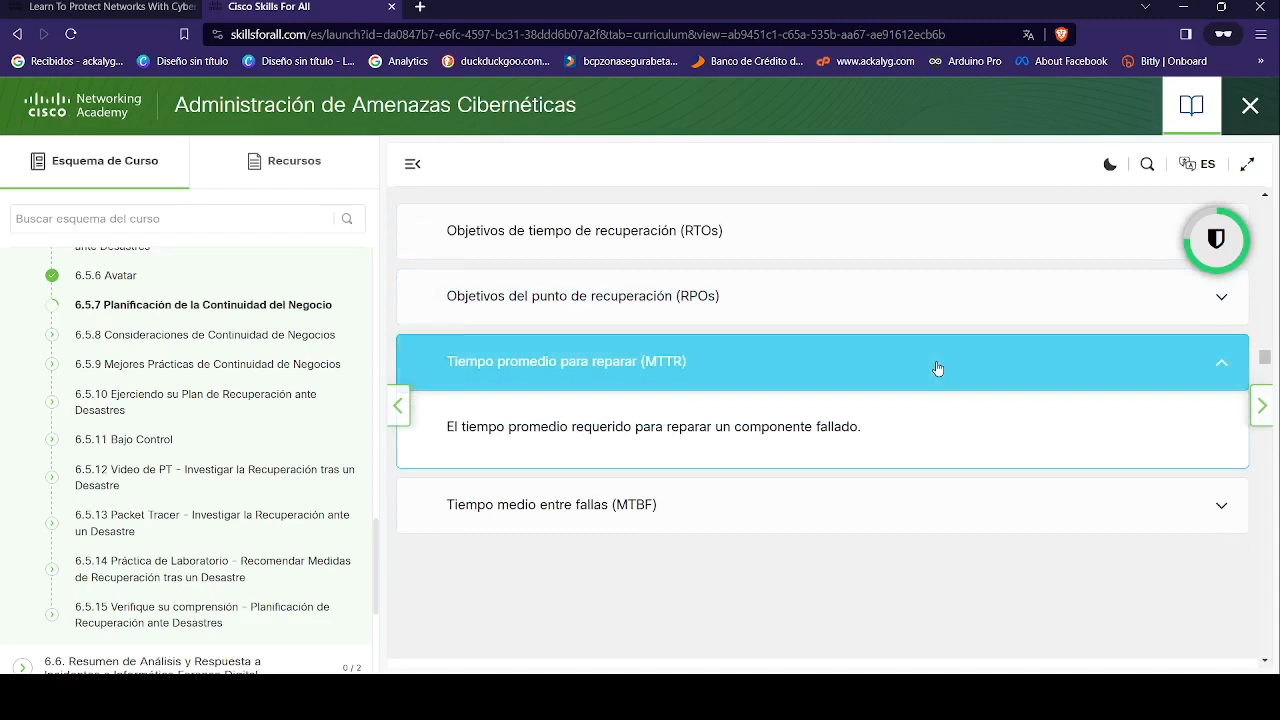 Learn To Protect Networks With Cyber
Cisco Skills For All
skillsforall.com/es/launch?id=da0847b7-e6fc-4597-bc31-38ddd6b07a2f&tab=curriculum&view=ab9451c1-c65a-535b-aa67-ae91612ecb6b
Recibidos - ackalyg...
Diseño sin título
Diseño sin título - L...
Analytics
duckduckgoo.com...
bcpzonasegurabeta...
Banco de Crédito d...
www.ackalyg.com
Arduino Pro
About Facebook
Bitly | Onboard
»
CISCO Networking Academy
Administración de Amenazas Cibernéticas
Esquema de Curso
Recursos
ES
Buscar esquema del curso
ante Desastres
6.5.6 Avatar
6.5.7 Planificación de la Continuidad del Negocio
6.5.8 Consideraciones de Continuidad de Negocios
6.5.9 Mejores Prácticas de Continuidad de Negocios
6.5.10 Ejerciendo su Plan de Recuperación ante
Desastres
6.5.11 Bajo Control
6.5.12 Video de PT - Investigar la Recuperación tras un
Desastre
6.5.13 Packet Tracer - Investigar la Recuperación ante
un Desastre
6.5.14 Práctica de Laboratorio - Recomendar Medidas
de Recuperación tras un Desastre
6.5.15 Verifique su comprensión - Planificación de
Recuperación ante Desastres
6.6. Resumen de Análisis y Respuesta a
Incidentes e Informática Forense Digital
0 / 2
Objetivos de tiempo de recuperación (RTOs)
Objetivos del punto de recuperación (RPOs)
Tiempo promedio para reparar (MTTR)
El tiempo promedio requerido para reparar un componente fallado.
Tiempo medio entre fallas (MTBF)